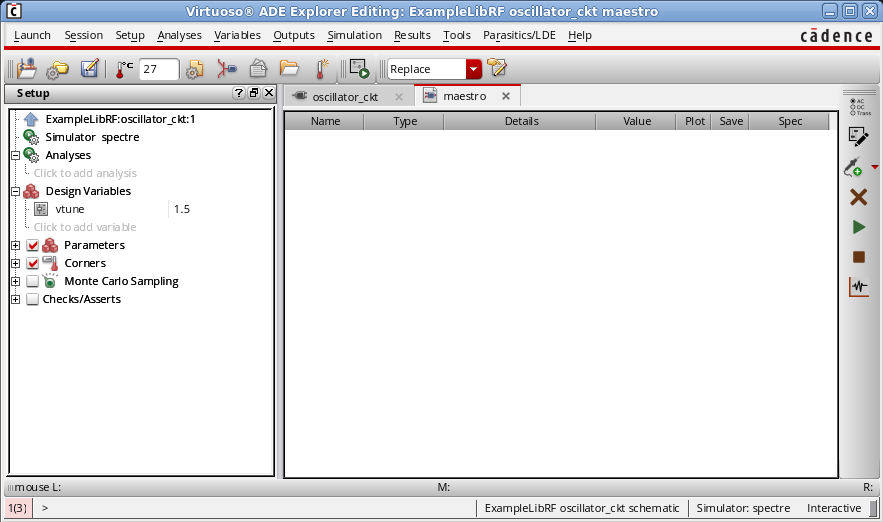 Virtuoso® ADE Explorer Editing: ExampleLibRF oscillator_ckt maestro
Launch Session Setup Analyses Variables Outputs Simulation Results Tools Parasitics/LDE Help cādence
°C 27 Replace
Setup
oscillator_ckt maestro
AC
DC
Trans
Name Type Details Value Plot Save Spec
ExampleLibRF:oscillator_ckt:1
Simulator spectre
Analyses
Click to add analysis
Design Variables
vtune 1.5
Click to add variable
Parameters
Corners
Monte Carlo Sampling
Checks/Asserts
mouse L: M: R:
1(3) > ExampleLibRF oscillator_ckt schematic Simulator: spectre Interactive